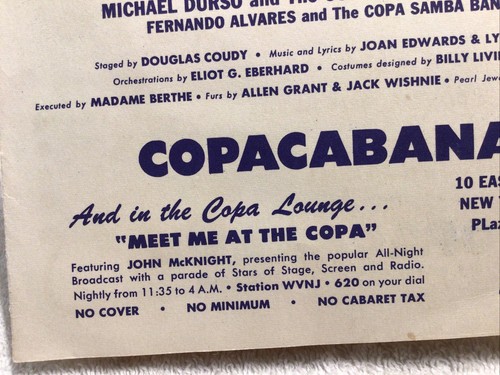 MICHAEL DURSO and The
FERNANDO ALVARES and The COPA SAMBA BAN
Staged by DOUGLAS COUDY • Music and Lyrics by JOAN EDWARDS & LY
Orchestrations by ELIOT G. EBERHARD • Costumes designed by BILLY LIVI
Executed by MADAME BERTHE • Furs by ALLEN GRANT & JACK WISHNIE • Pearl Jewe
COPACABANA
10 EAS
NEW
PLaz
And in the Copa Lounge...
"MEET ME AT THE COPA"
Featuring JOHN McKNIGHT, presenting the popular All-Night
Broadcast with a parade of Stars of Stage, Screen and Radio.
Nightly from 11:35 to 4 A.M. • Station WVNJ • 620 on your dial
NO COVER • NO MINIMUM • NO CABARET TAX